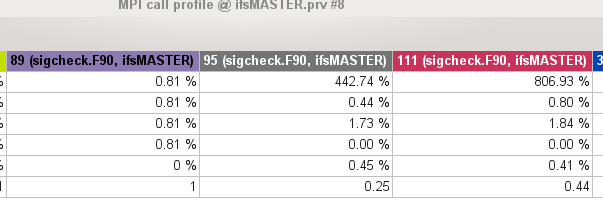 MPI call profile @ ifsMASTER.prv #8
89 (sigcheck.F90, ifsMASTER) 95 (sigcheck.F90, ifsMASTER) 111 (sigcheck.F90, ifsMASTER) 3
% 0.81 % 442.74 % 806.93 %
% 0.81 % 0.44 % 0.80 %
% 0.81 % 1.73 % 1.84 %
% 0.81 % 0.00 % 0.00 %
% 0 % 0.45 % 0.41 %
1 1 0.25 0.44